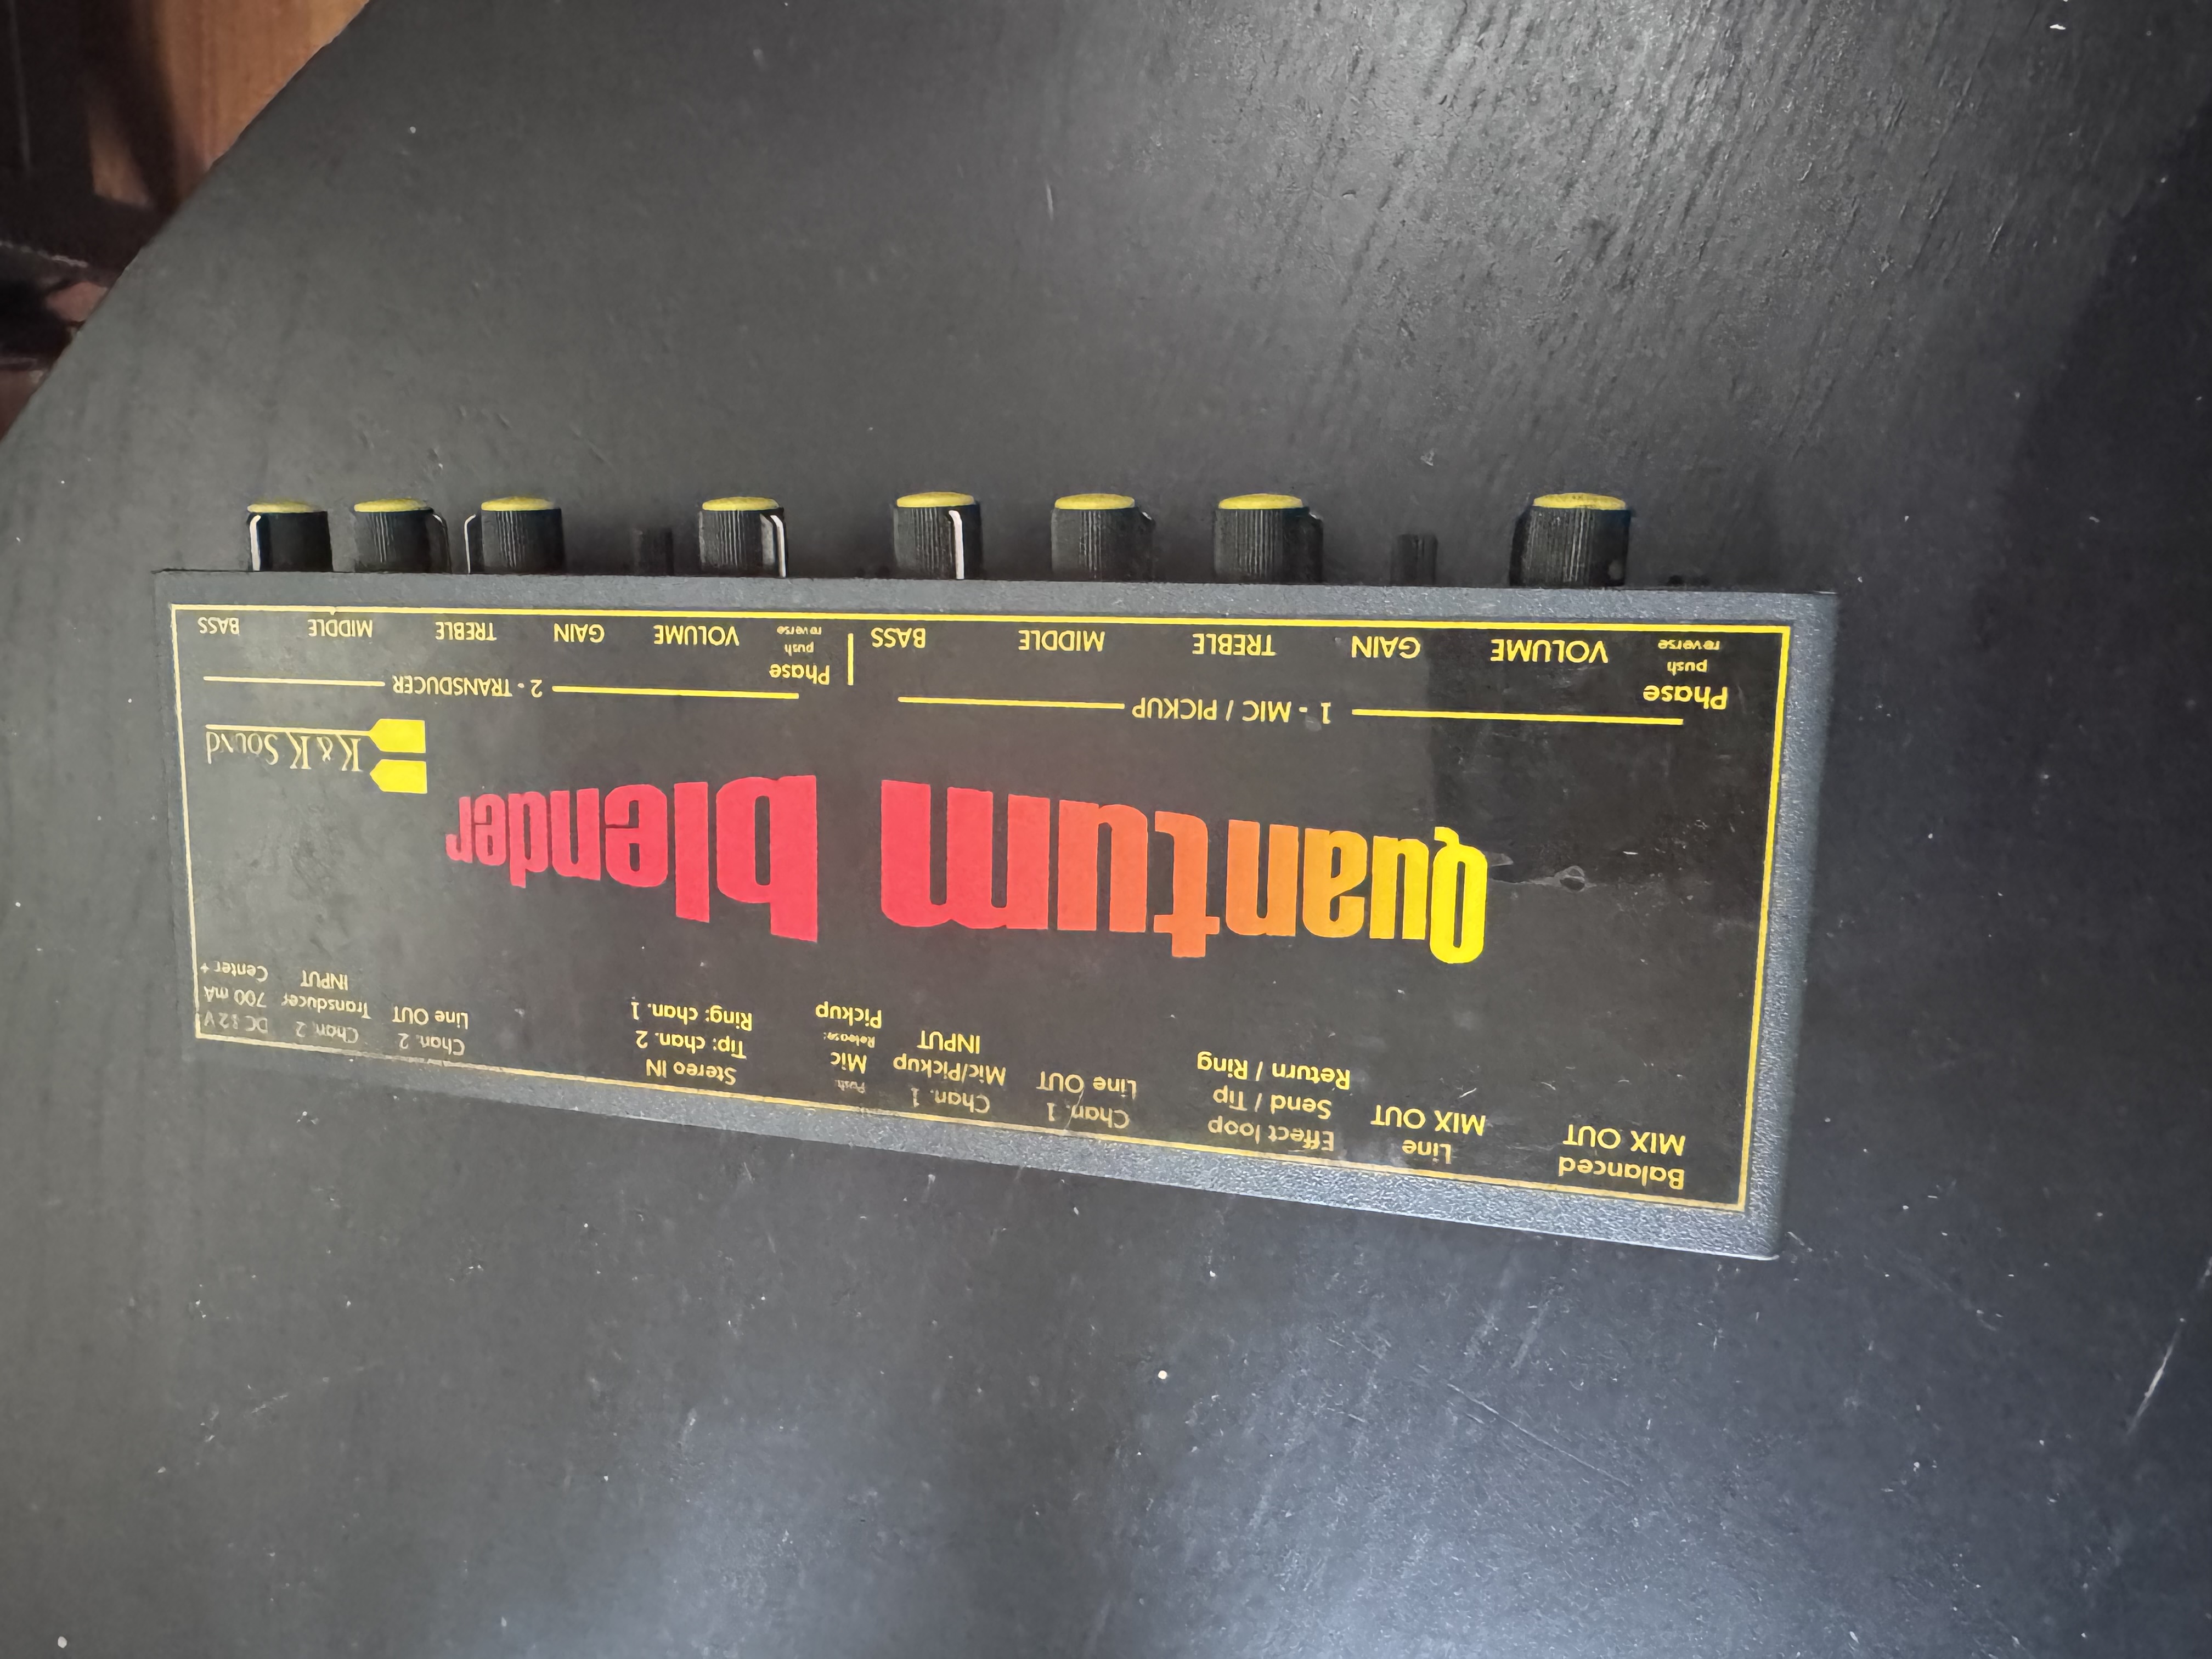 Balanced
MIX OUT
Line
MIX OUT
Effect loop
Send / Tip
Return / Ring
Chan. 1
Line OUT
Chan. 1
Mic/Pickup
INPUT
Push:
Mic
Release:
Pickup
Stereo IN
Tip: chan. 2
Ring: chan. 1
Chan. 2
Line OUT
Chan. 2
Transducer
INPUT
DC 12 V
700 mA
Center +
Quantum blender
K & K SOUND
1 - MIC / PICKUP
2 - TRANSDUCER
Phase
push
reverse
VOLUME
GAIN
TREBLE
MIDDLE
BASS
Phase
push
reverse
VOLUME
GAIN
TREBLE
MIDDLE
BASS